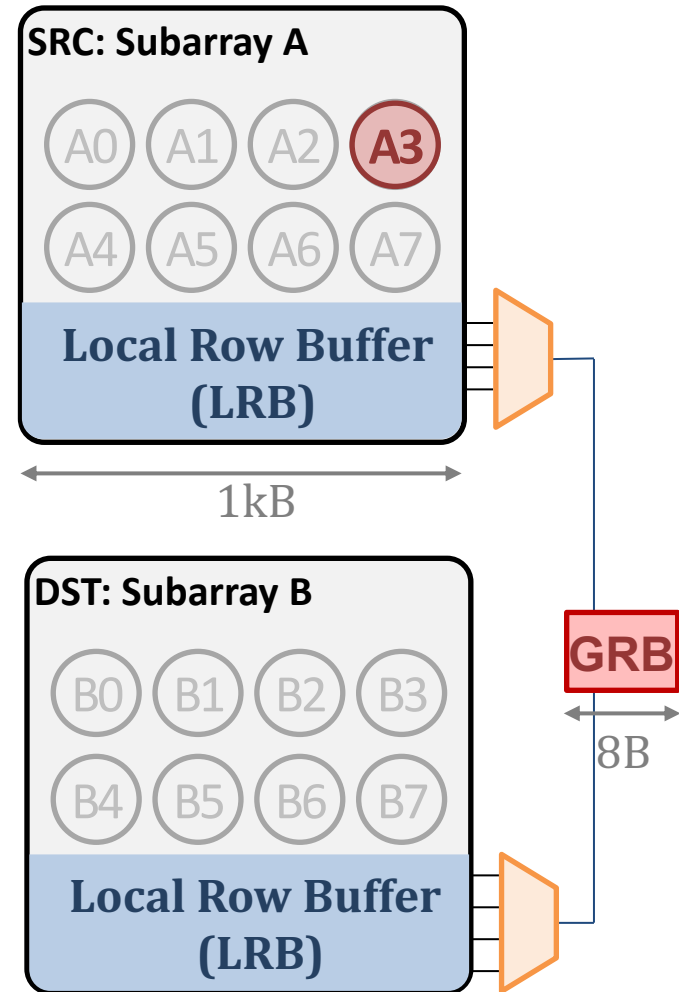 SRC: Subarray A
A0 A1 A2 A3
A4 A5 A6 A7
Local Row Buffer
(LRB)
1kB
DST: Subarray B
B0 B1 B2 B3
GRB
8B
B4 B5 B6 B7
Local Row Buffer
(LRB)